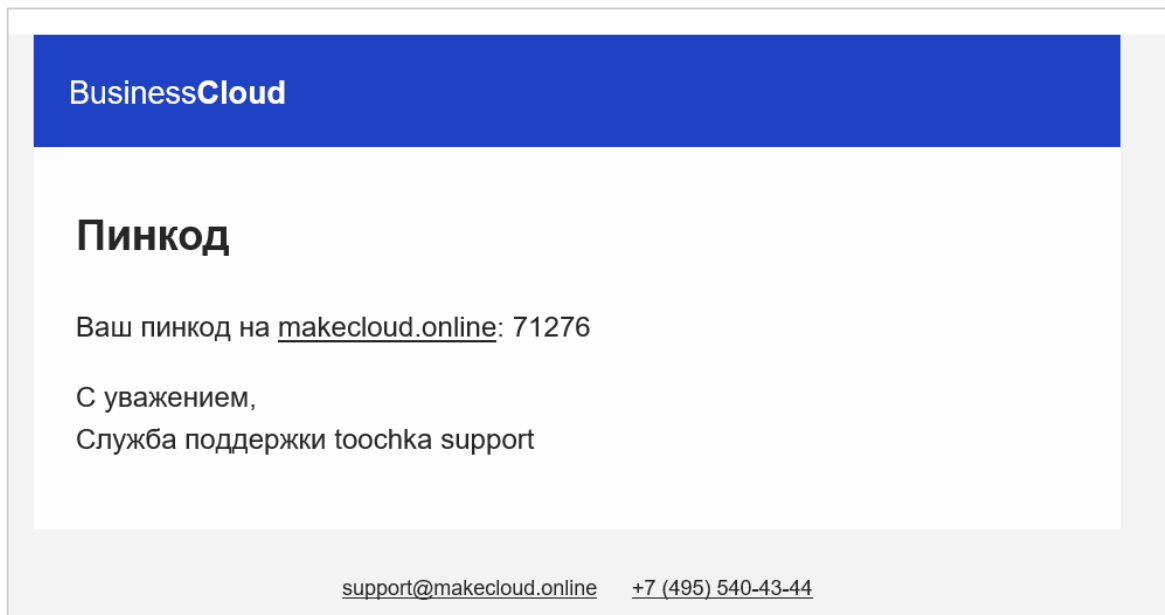 BusinessCloud
Пинкод
Ваш пинкод на makecloud.online: 71276
С уважением,
Служба поддержки toochka support
support@makecloud.online +7 (495) 540-43-44